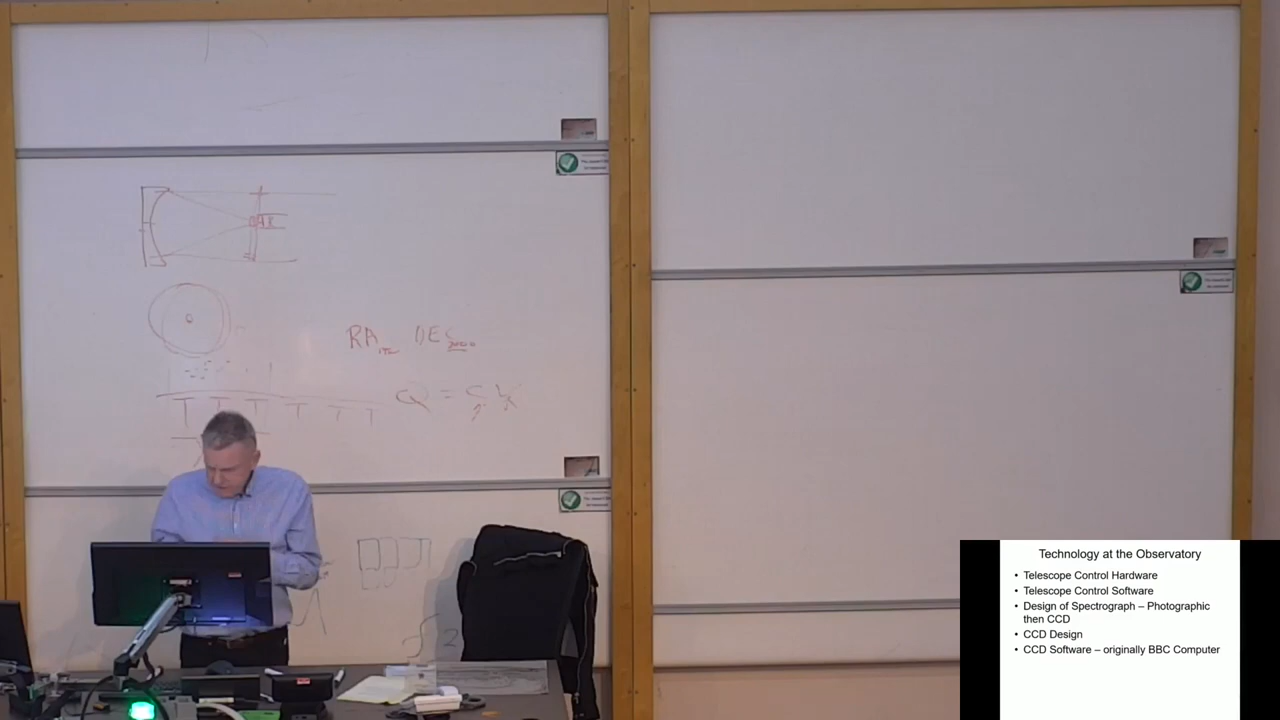 RA DEC
Q =
2
Technology at the Observatory
• Telescope Control Hardware
• Telescope Control Software
• Design of Spectrograph – Photographic
then CCD
• CCD Design
• CCD Software – originally BBC Computer